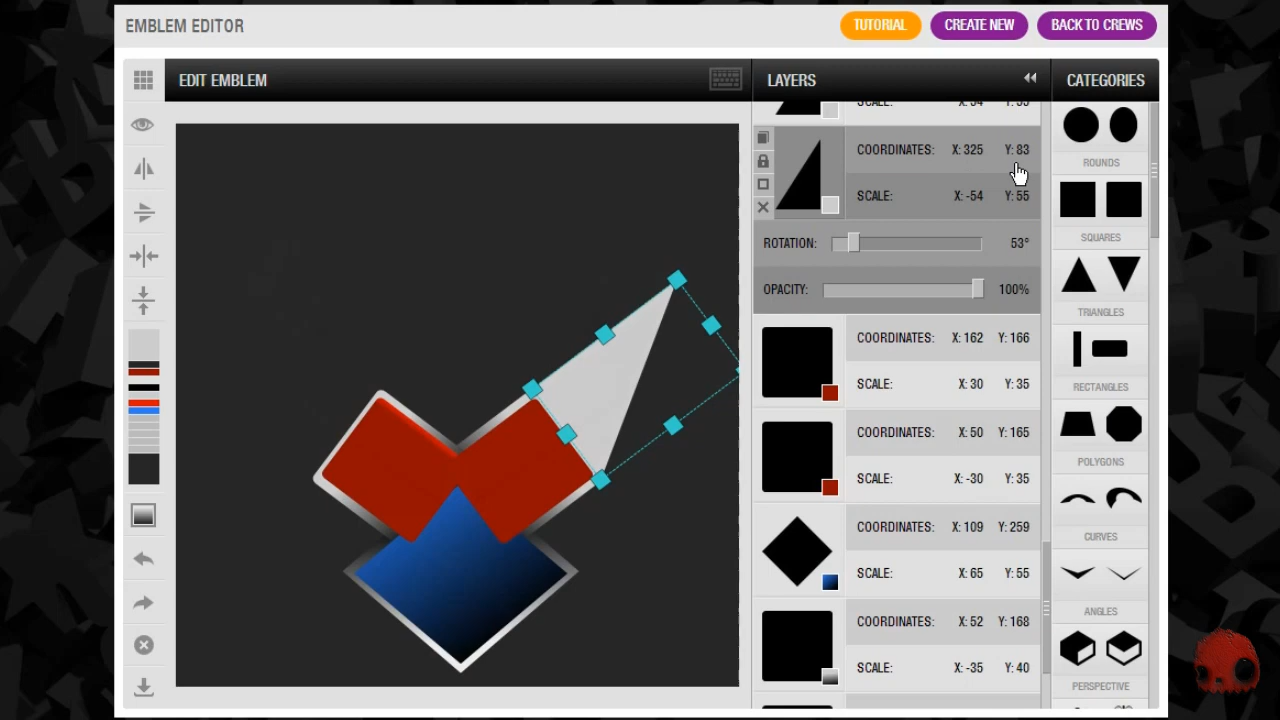 EMBLEM EDITOR
TUTORIAL
CREATE NEW
BACK TO CREWS
EDIT EMBLEM
LAYERS
CATEGORIES
COORDINATES: X: 325 Y: 83
SCALE: X: -54 Y: 55
ROTATION: 53°
OPACITY: 100%
COORDINATES: X: 162 Y: 166
SCALE: X: 30 Y: 35
COORDINATES: X: 50 Y: 165
SCALE: X: -30 Y: 35
COORDINATES: X: 109 Y: 259
SCALE: X: 65 Y: 55
COORDINATES: X: 52 Y: 168
SCALE: X: -35 Y: 40
ROUNDS
SQUARES
TRIANGLES
RECTANGLES
POLYGONS
CURVES
ANGLES
PERSPECTIVE